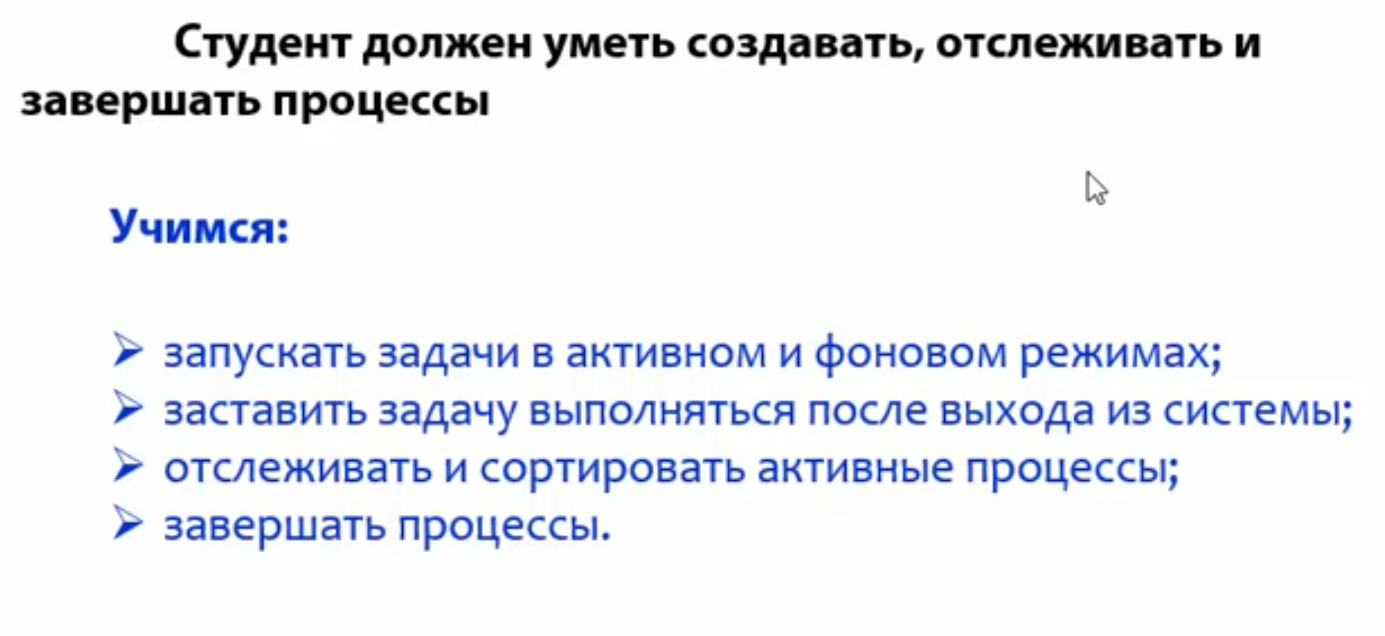 Студент должен уметь создавать, отслеживать и
завершать процессы
Учимся:
➢ запускать задачи в активном и фоновом режимах;
➢ заставить задачу выполняться после выхода из системы;
➢ отслеживать и сортировать активные процессы;
➢ завершать процессы.